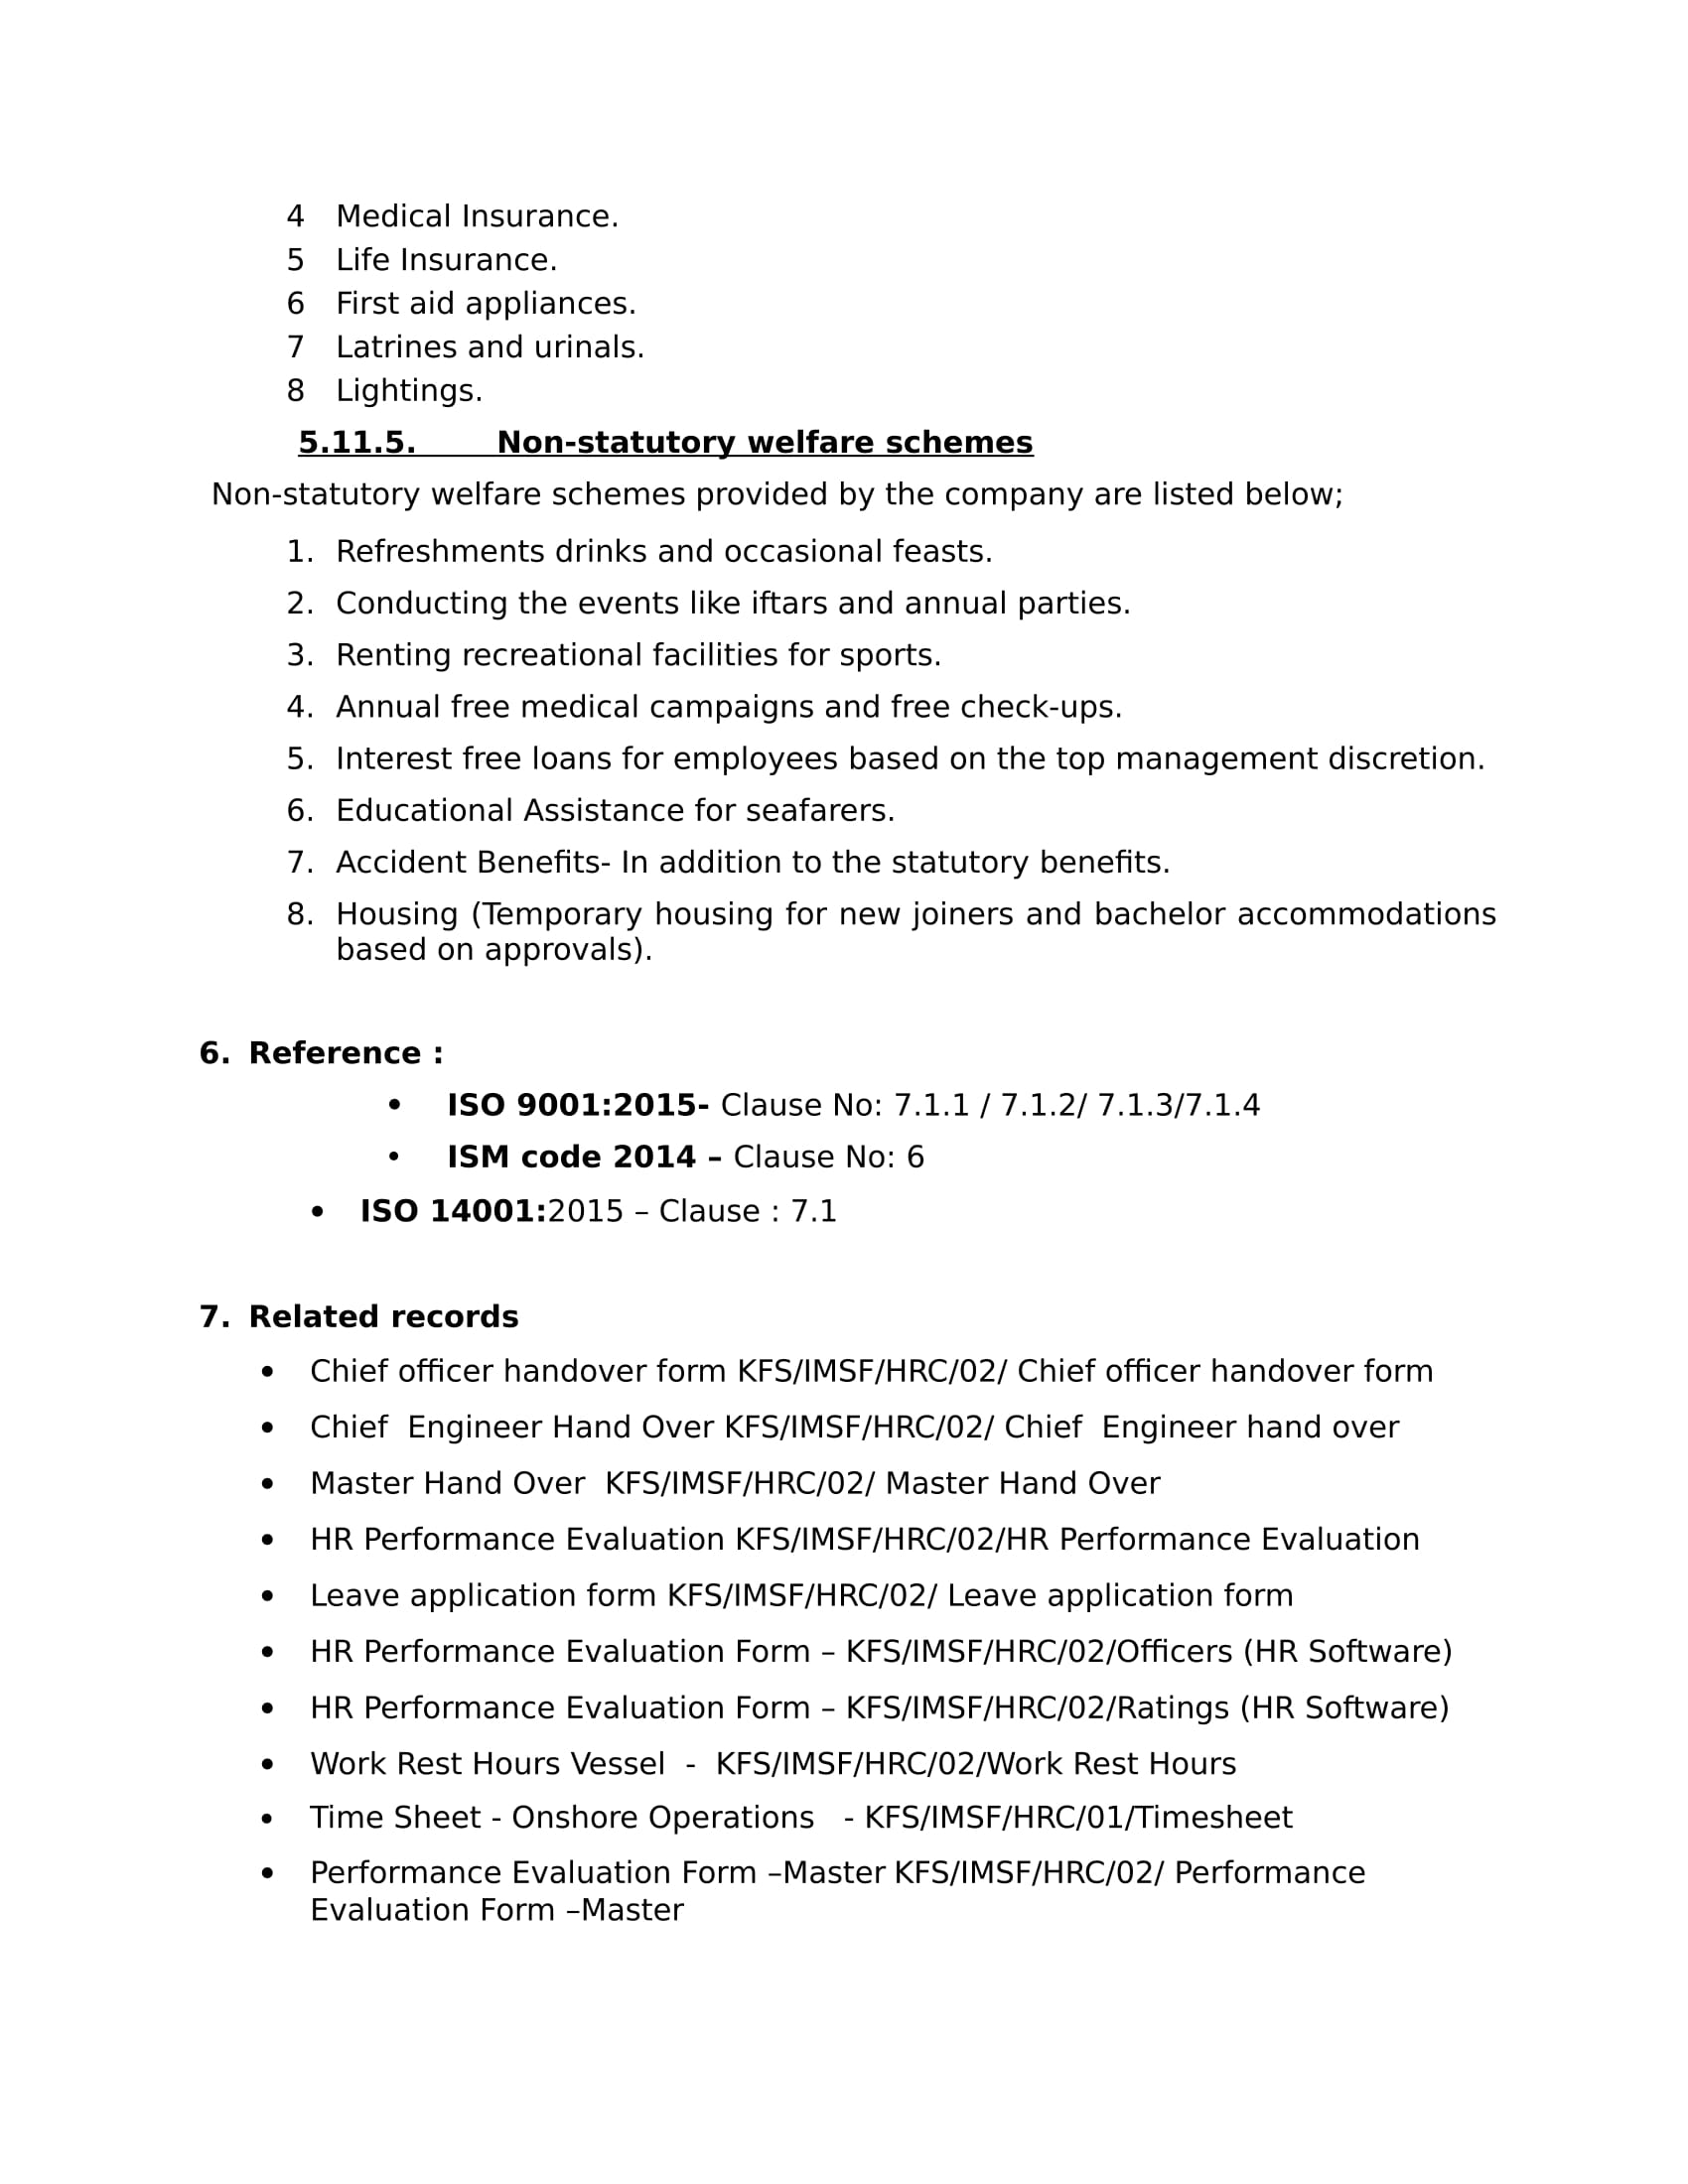 4 Medical Insurance.
5 Life Insurance.
6 First aid appliances.
7 Latrines and urinals.
8 Lightings.
5.11.5. Non-statutory welfare schemes
Non-statutory welfare schemes provided by the company are listed below;
1. Refreshments drinks and occasional feasts.
2. Conducting the events like iftars and annual parties.
3. Renting recreational facilities for sports.
4. Annual free medical campaigns and free check-ups.
5. Interest free loans for employees based on the top management discretion.
6. Educational Assistance for seafarers.
7. Accident Benefits- In addition to the statutory benefits.
8. Housing (Temporary housing for new joiners and bachelor accommodations
based on approvals).
6. Reference :
• ISO 9001:2015- Clause No: 7.1.1 / 7.1.2/ 7.1.3/7.1.4
• ISM code 2014 – Clause No: 6
• ISO 14001:2015 – Clause : 7.1
7. Related records
• Chief officer handover form KFS/IMSF/HRC/02/ Chief officer handover form
• Chief  Engineer Hand Over KFS/IMSF/HRC/02/ Chief  Engineer hand over
• Master Hand Over  KFS/IMSF/HRC/02/ Master Hand Over
• HR Performance Evaluation KFS/IMSF/HRC/02/HR Performance Evaluation
• Leave application form KFS/IMSF/HRC/02/ Leave application form
• HR Performance Evaluation Form – KFS/IMSF/HRC/02/Officers (HR Software)
• HR Performance Evaluation Form – KFS/IMSF/HRC/02/Ratings (HR Software)
• Work Rest Hours Vessel  -  KFS/IMSF/HRC/02/Work Rest Hours
• Time Sheet - Onshore Operations   - KFS/IMSF/HRC/01/Timesheet
• Performance Evaluation Form –Master KFS/IMSF/HRC/02/ Performance
Evaluation Form –Master